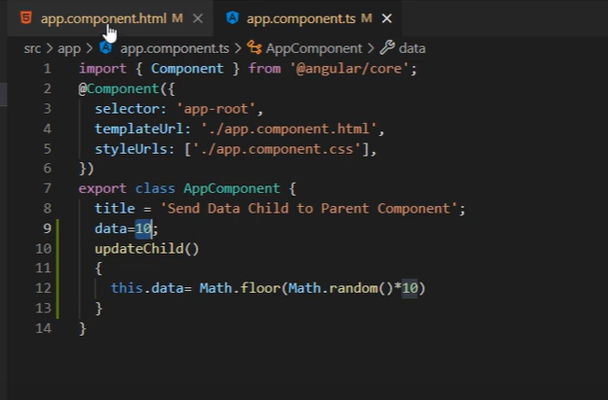 app.component.html M × app.component.ts M ×
src > app > app.component.ts > AppComponent > data
1 import { Component } from '@angular/core';
2 @Component({
3 selector: 'app-root',
4 templateUrl: './app.component.html',
5 styleUrls: ['./app.component.css'],
6 })
7 export class AppComponent {
8 title = 'Send Data Child to Parent Component';
9 data=10;
10 updateChild()
11 {
12 this.data= Math.floor(Math.random()*10)
13 }
14 }